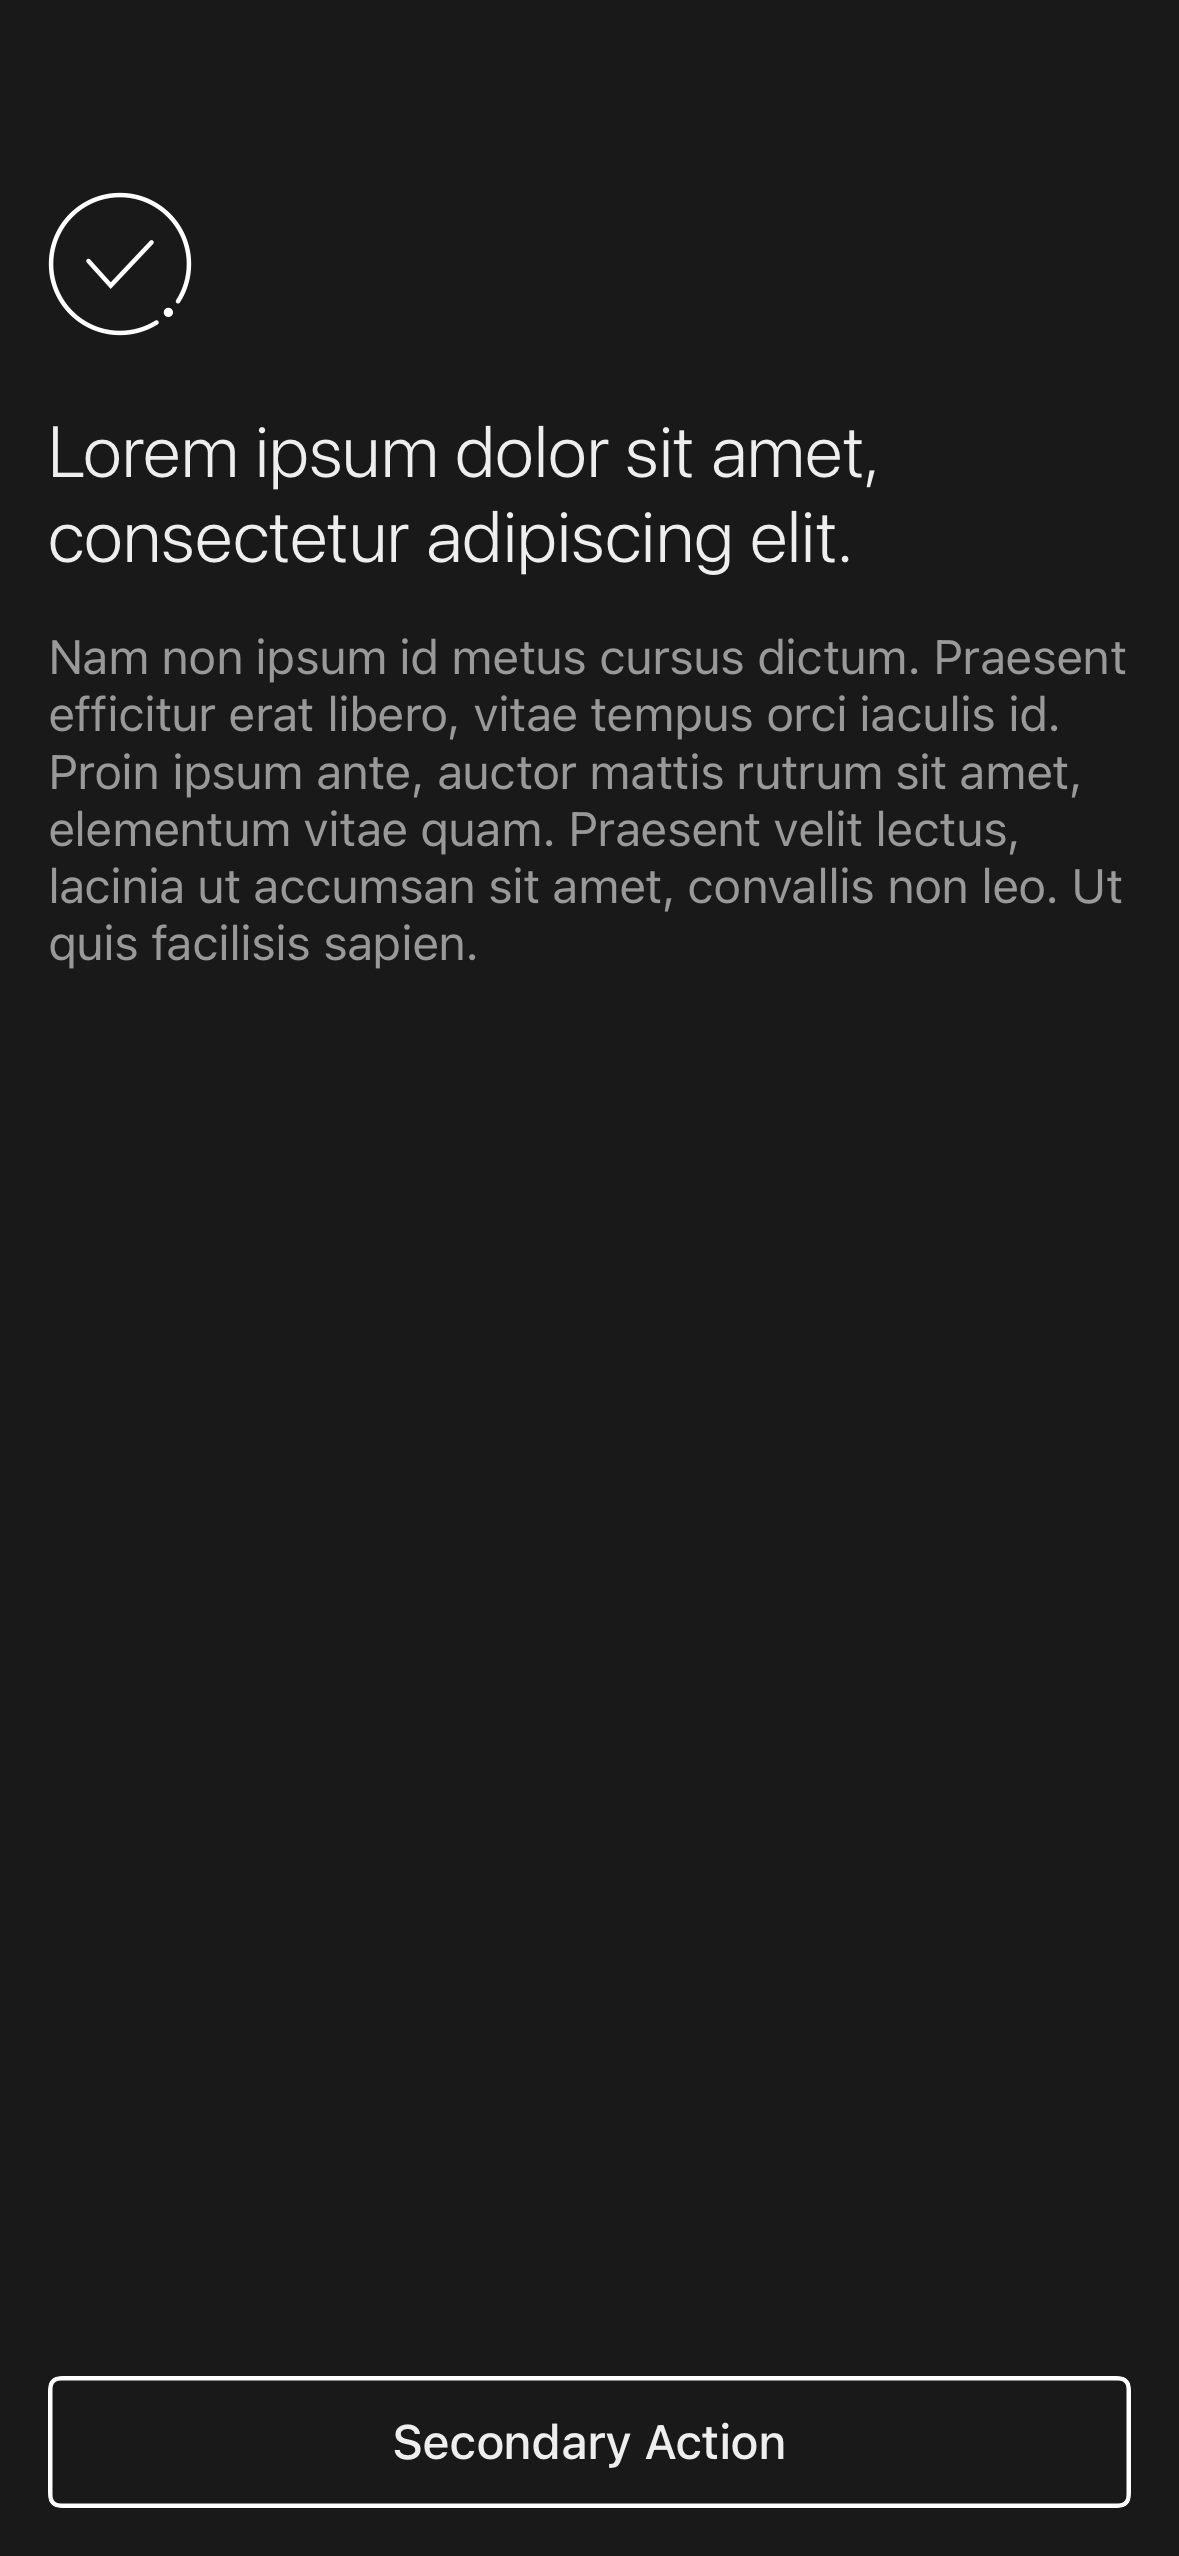 Lorem ipsum dolor sit amet,
consectetur adipiscing elit.
Nam non ipsum id metus cursus dictum. Praesent
efficitur erat libero, vitae tempus orci iaculis id.
Proin ipsum ante, auctor mattis rutrum sit amet,
elementum vitae quam. Praesent velit lectus,
lacinia ut accumsan sit amet, convallis non leo. Ut
quis facilisis sapien.
Secondary Action